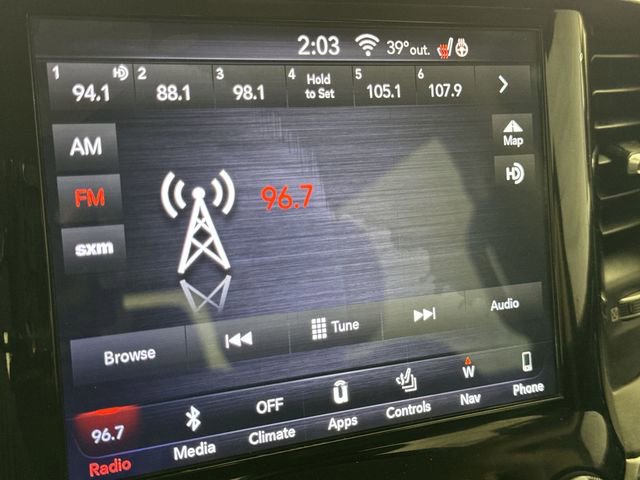 2:03 39° out.
1 HD 2 3 4 Hold 5 6
94.1 88.1 98.1 to Set 105.1 107.9
AM
Map
FM
96.7
HD
sxm
Browse Tune Audio
96.7 OFF W
Radio Media Climate Apps Controls Nav Phone